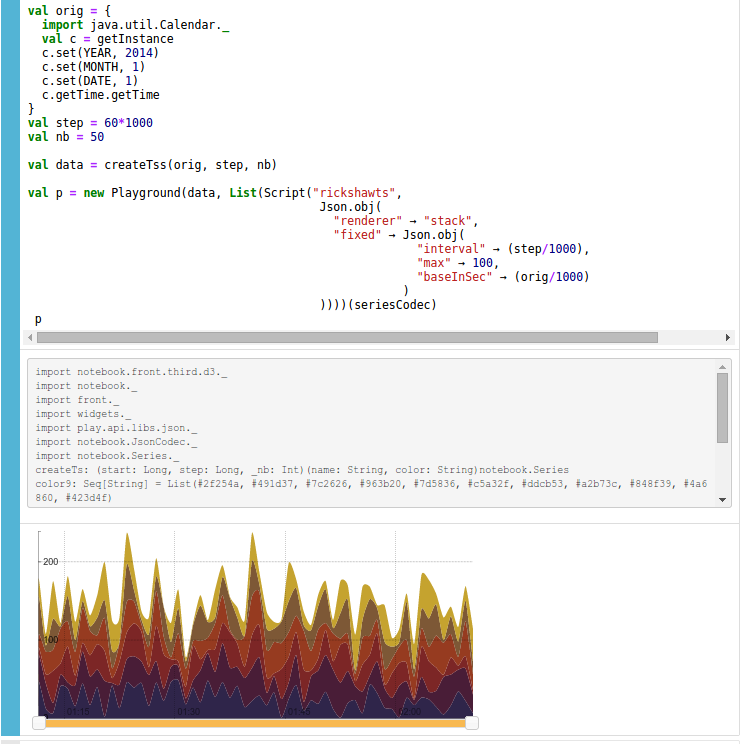 val orig = {
  import java.util.Calendar._
  val c = getInstance
  c.set(YEAR, 2014)
  c.set(MONTH, 1)
  c.set(DATE, 1)
  c.getTime.getTime
}
val step = 60*1000
val nb = 50
val data = createTss(orig, step, nb)
val p = new Playground(data, List(Script("rickshawts",
Json.obj(
"renderer" → "stack",
"fixed" → Json.obj(
"interval" → (step/1000),
"max" → 100,
"baseInSec" → (orig/1000)
)
))))(seriesCodec)
p
import notebook.front.third.d3._
import notebook._
import front._
import widgets._
import play.api.libs.json._
import notebook.JsonCodec._
import notebook.Series._
createTs: (start: Long, step: Long, _nb: Int)(name: String, color: String)notebook.Series
color9: Seq[String] = List(#2f254a, #491d37, #7c2626, #963b20, #7d5836, #c5a32f, #ddcb53, #a2b73c, #848f39, #4a6
860, #423d4f)
200
100
01:15 01:30 01:45 02:00